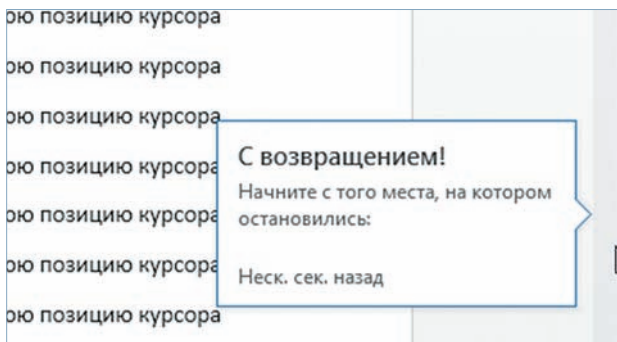 ою позицию курсора
ою позицию курсора
ою позицию курсора
ою позицию курсора
ою позицию курсора
ою позицию курсора
ою позицию курсора
С возвращением!
Начните с того места, на котором
остановились:
Неск. сек. назад